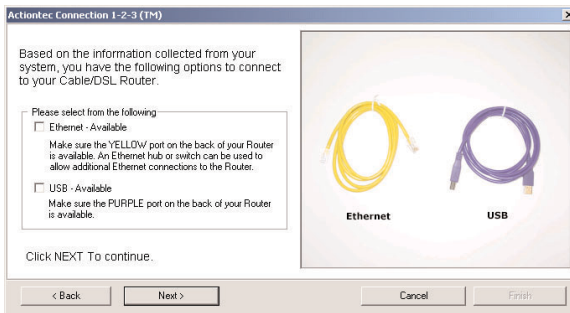 Actiontec Connection 1-2-3 (TM)
Based on the information collected from your
system, you have the following options to connect
to your Cable/DSL Router.
Please select from the following
Ethernet - Available
Make sure the YELLOW port on the back of your Router
is available. An Ethernet hub or switch can be used to
allow additional Ethernet connections to the Router.
USB - Available
Make sure the PURPLE port on the back of your Router
is available.
Click NEXT To continue.
Ethernet
USB
< Back
Next >
Cancel
Finish